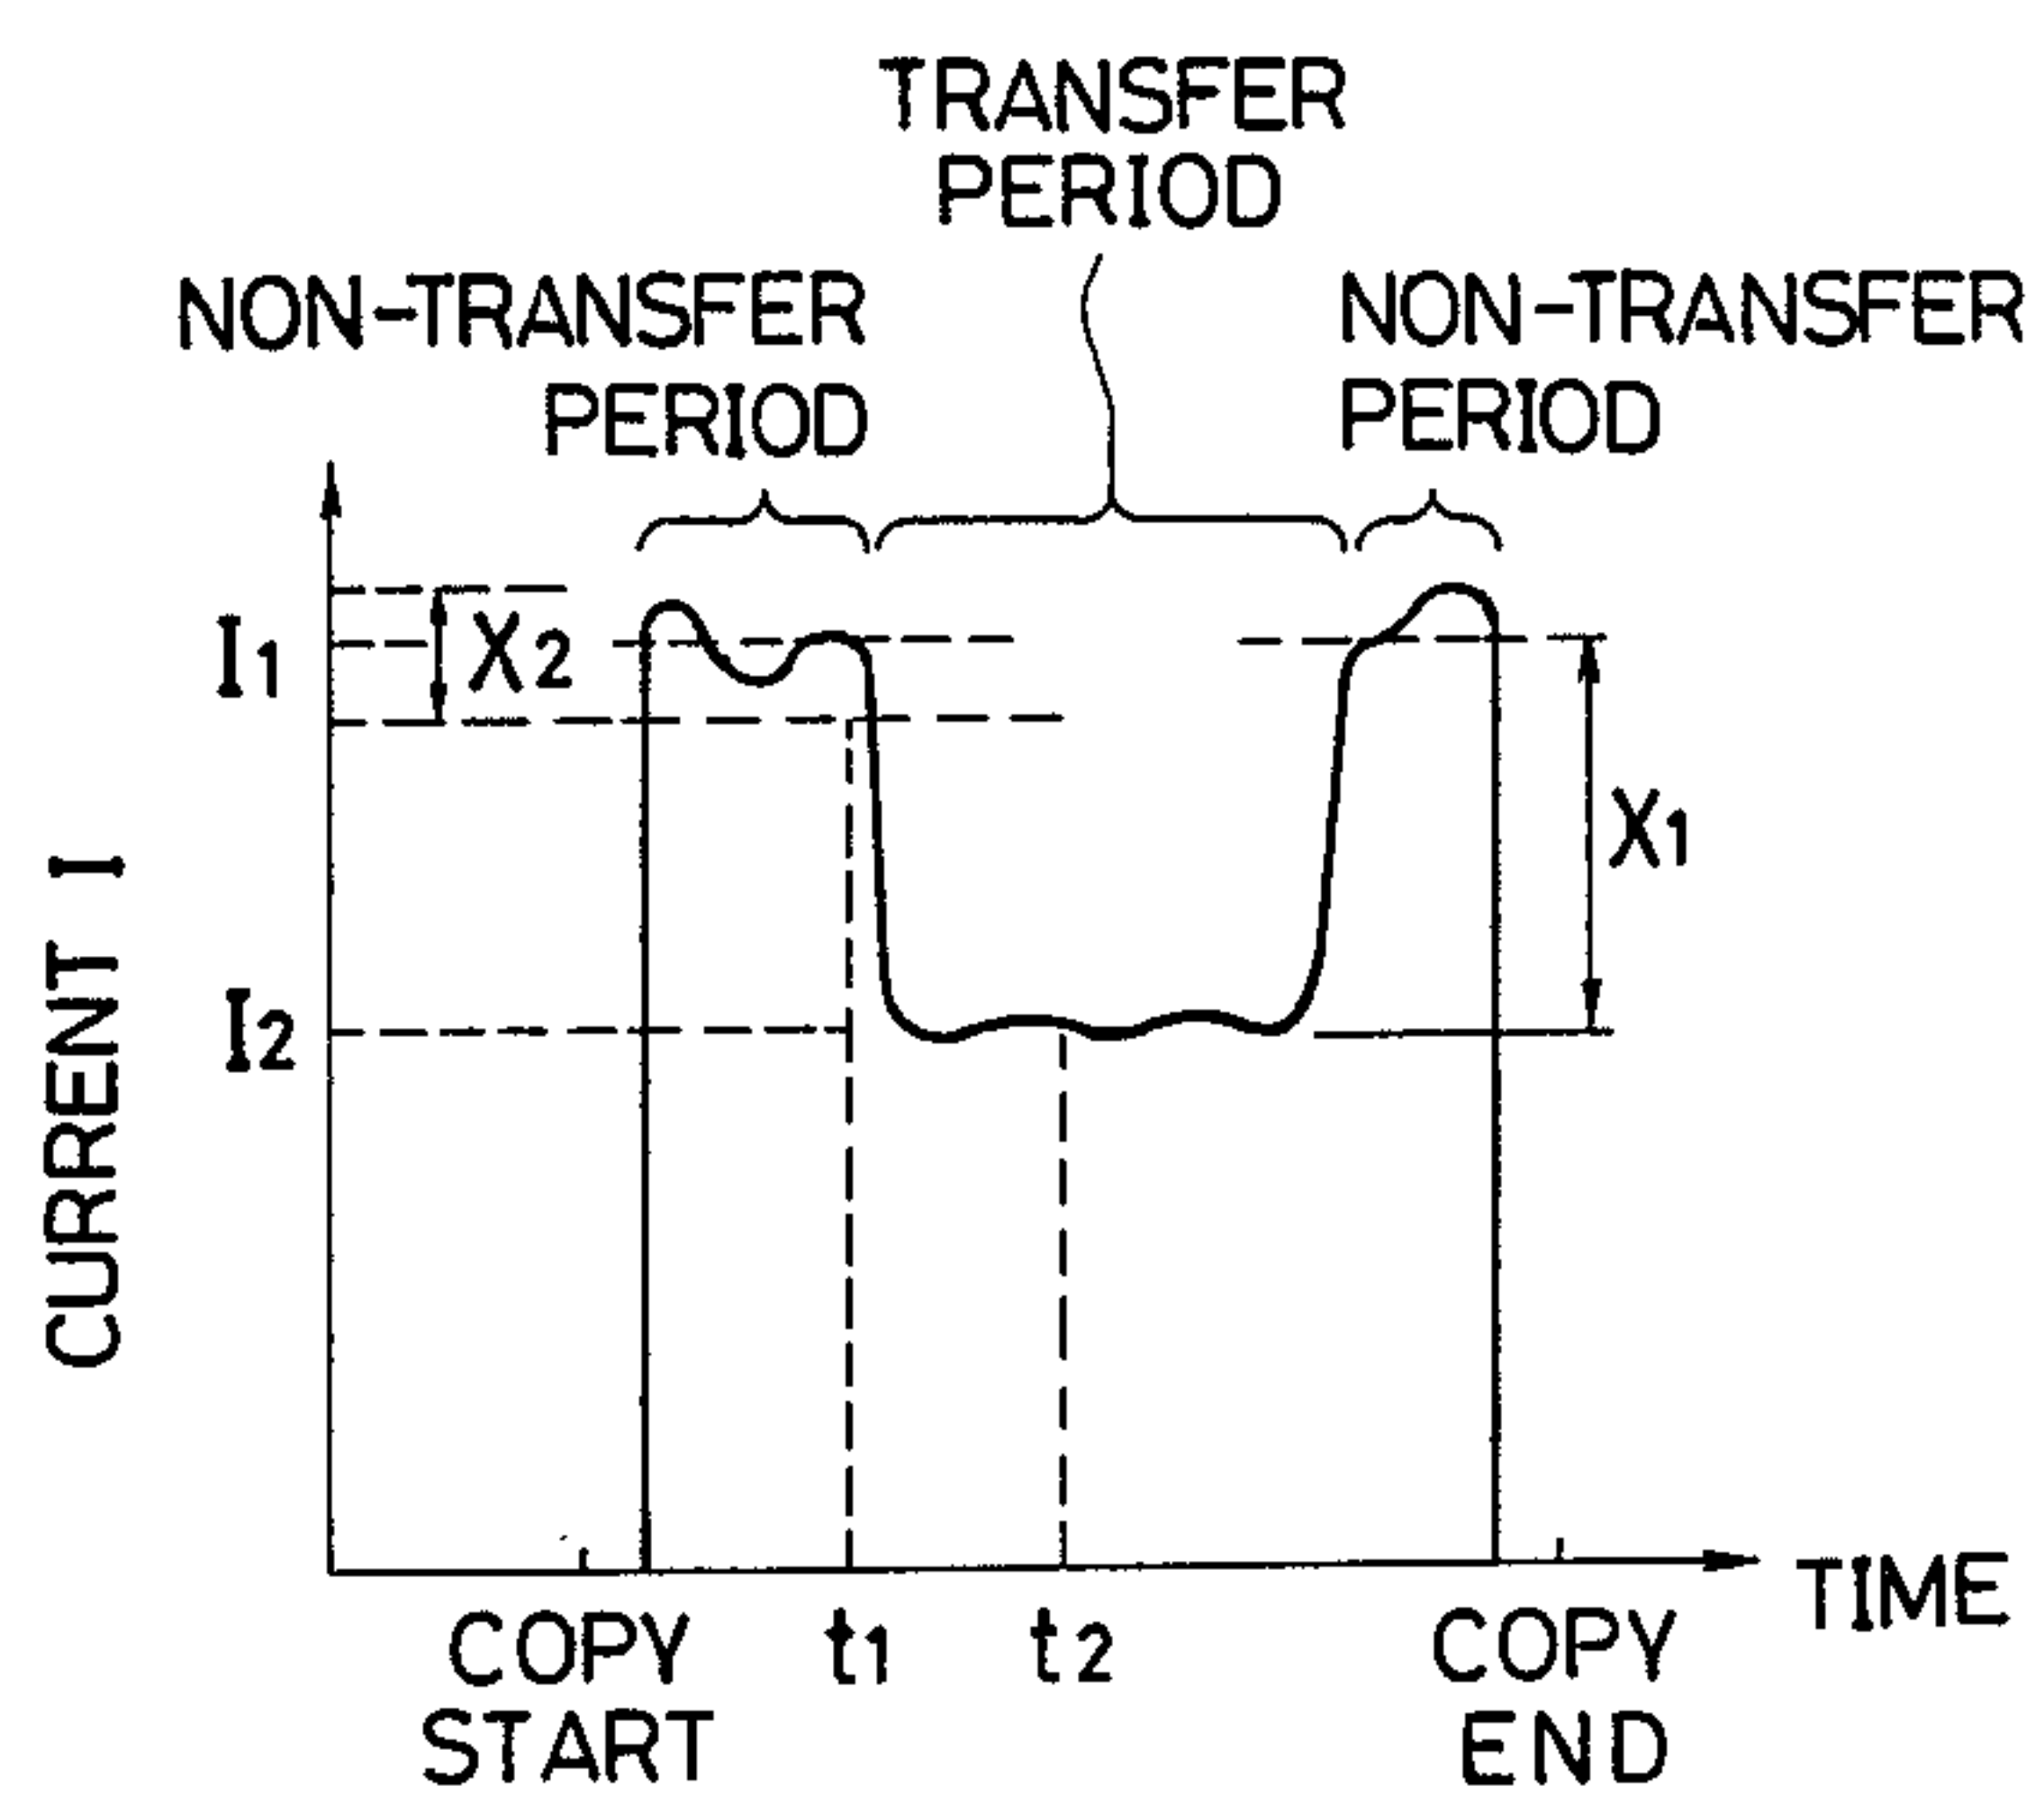 TRANSFER
PERIOD
NON-TRANSFER
PERIOD
NON-TRANSFER
PERIOD
I1
X2
X1
I2
CURRENT I
TIME
COPY
START
t1
t2
COPY
END